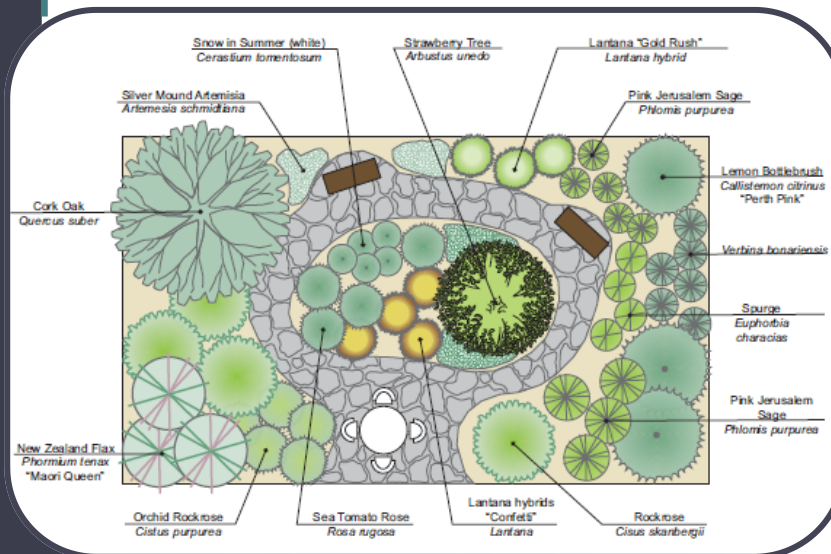 Snow in Summer (white)
Cerastium tomentosum
Strawberry Tree
Arbustus unedo
Lantana "Gold Rush"
Lantana hybrid
Silver Mound Artemisia
Artemesia schmidtiana
Pink Jerusalem Sage
Phlomis purpurea
Cork Oak
Quercus suber
Lemon Bottlebrush
Callistemon citrinus
"Perth Pink"
Verbina bonariensis
Spurge
Euphorbia
characias
Pink Jerusalem
Sage
Phlomis purpurea
New Zealand Flax
Phormium tenax
"Maori Queen"
Orchid Rockrose
Cistus purpurea
Sea Tomato Rose
Rosa rugosa
Lantana hybrids
"Confetti"
Lantana
Rockrose
Cisus skanbergii